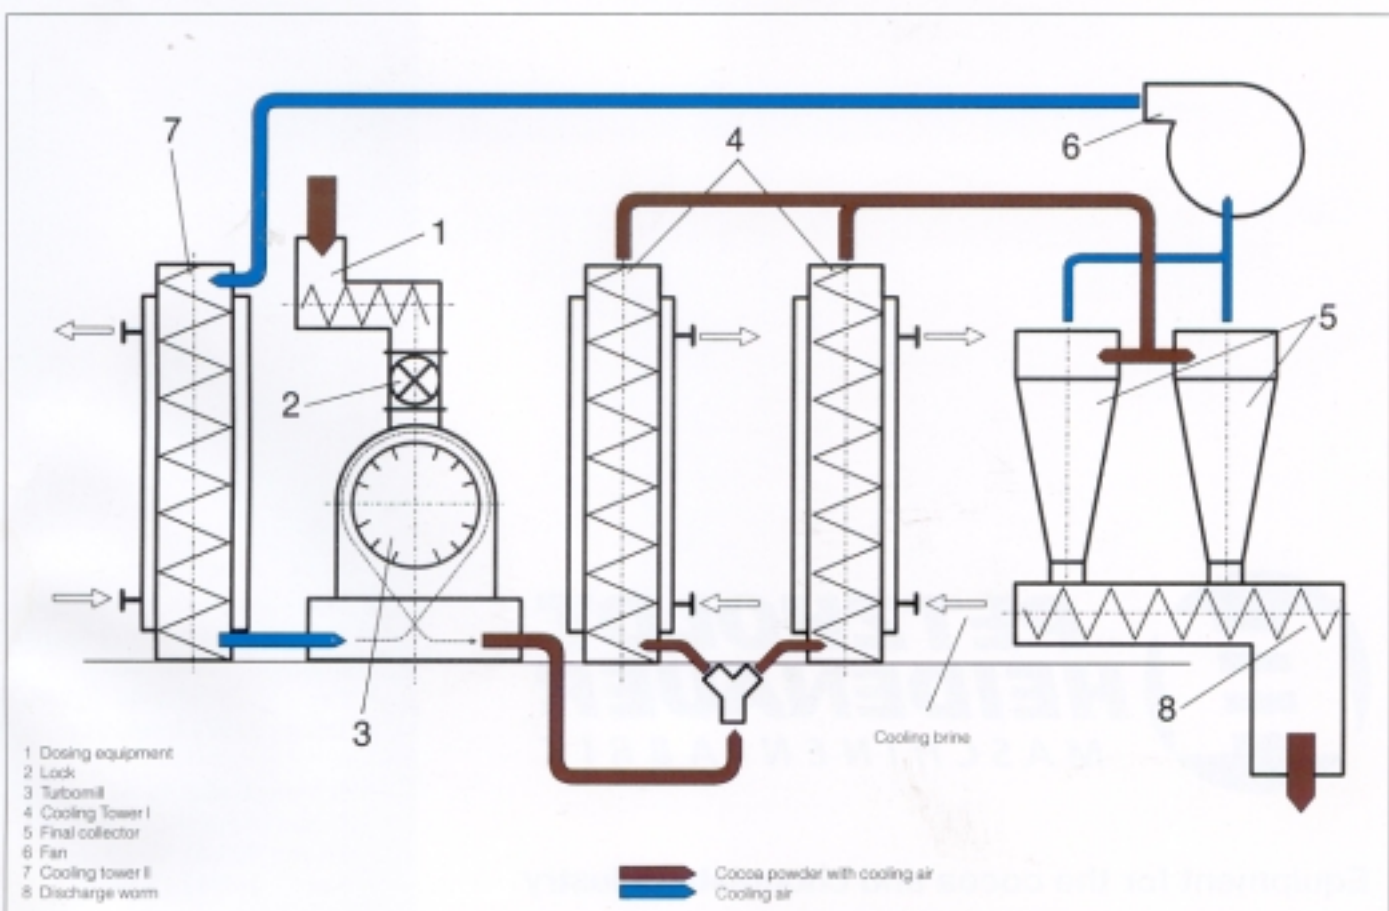 7
4
6
1
5
2
3
8
Cooling brine
1 Dosing equipment
2 Lock
3 Turbomill
4 Cooling Tower I
5 Final collector
6 Fan
7 Cooling tower II
8 Discharge worm
Cocoa powder with cooling air
Cooling air